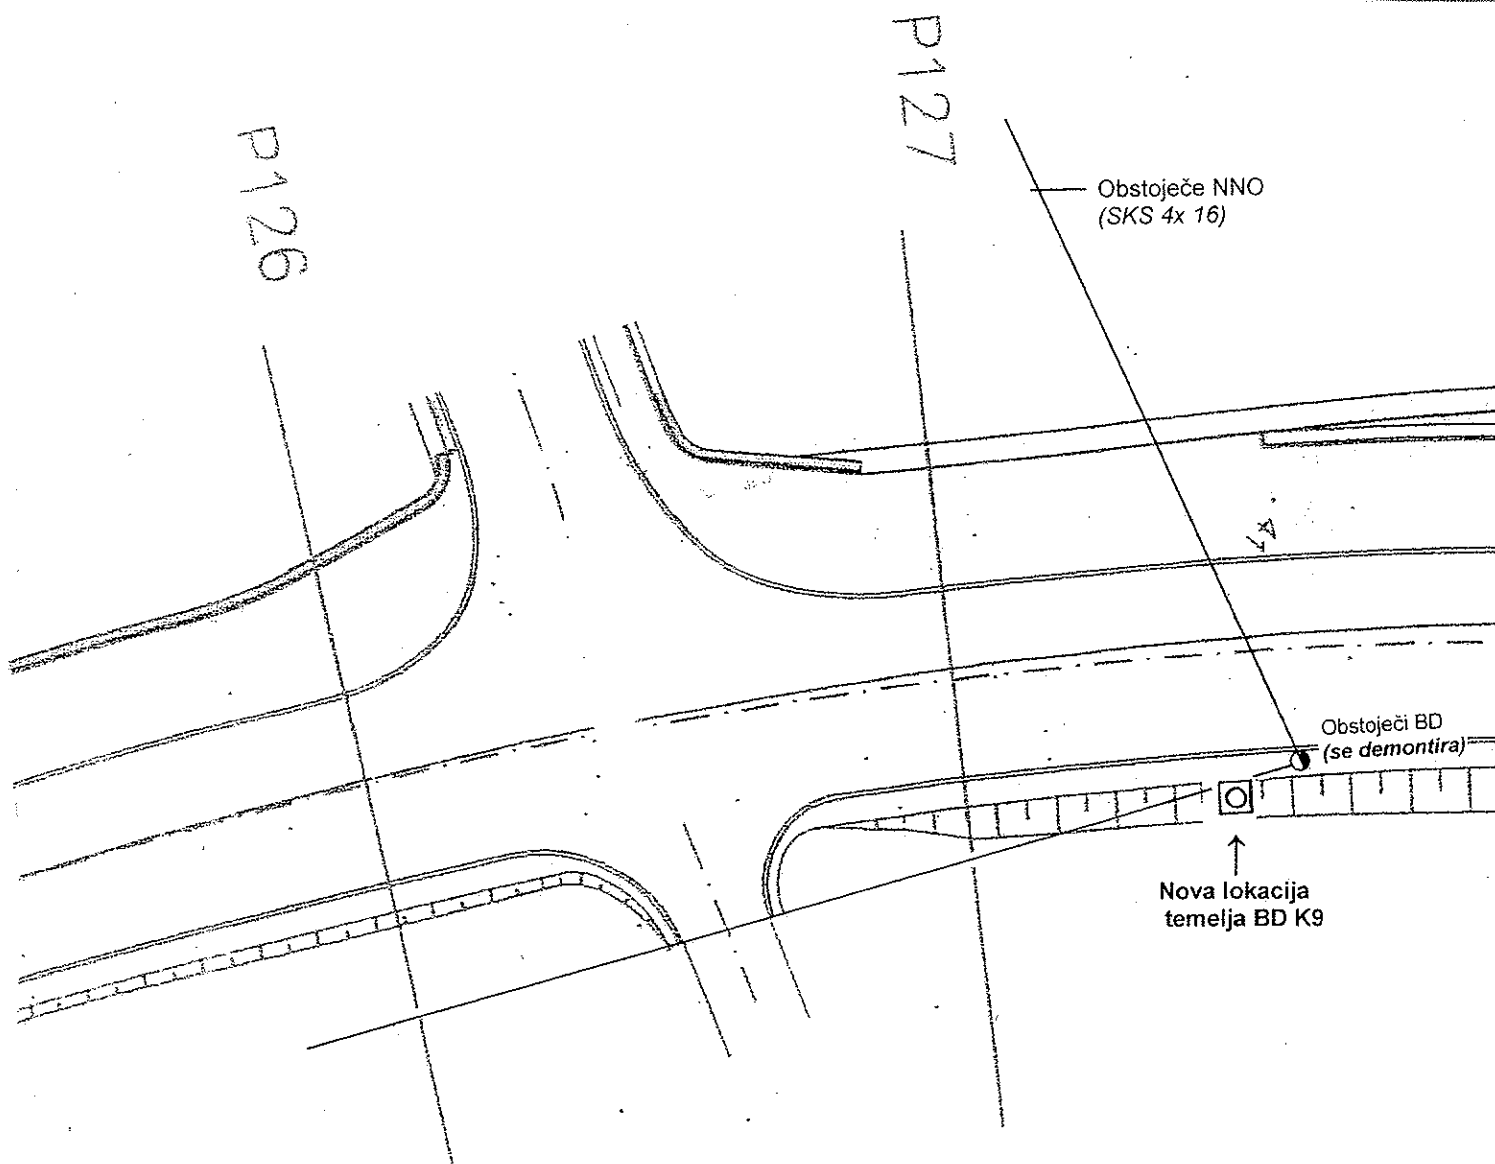 P126
P127
Obstoječe NNO
(SKS 4x 16)
Obstoječi BD
(se demontira)
Nova lokacija
temelja BD K9